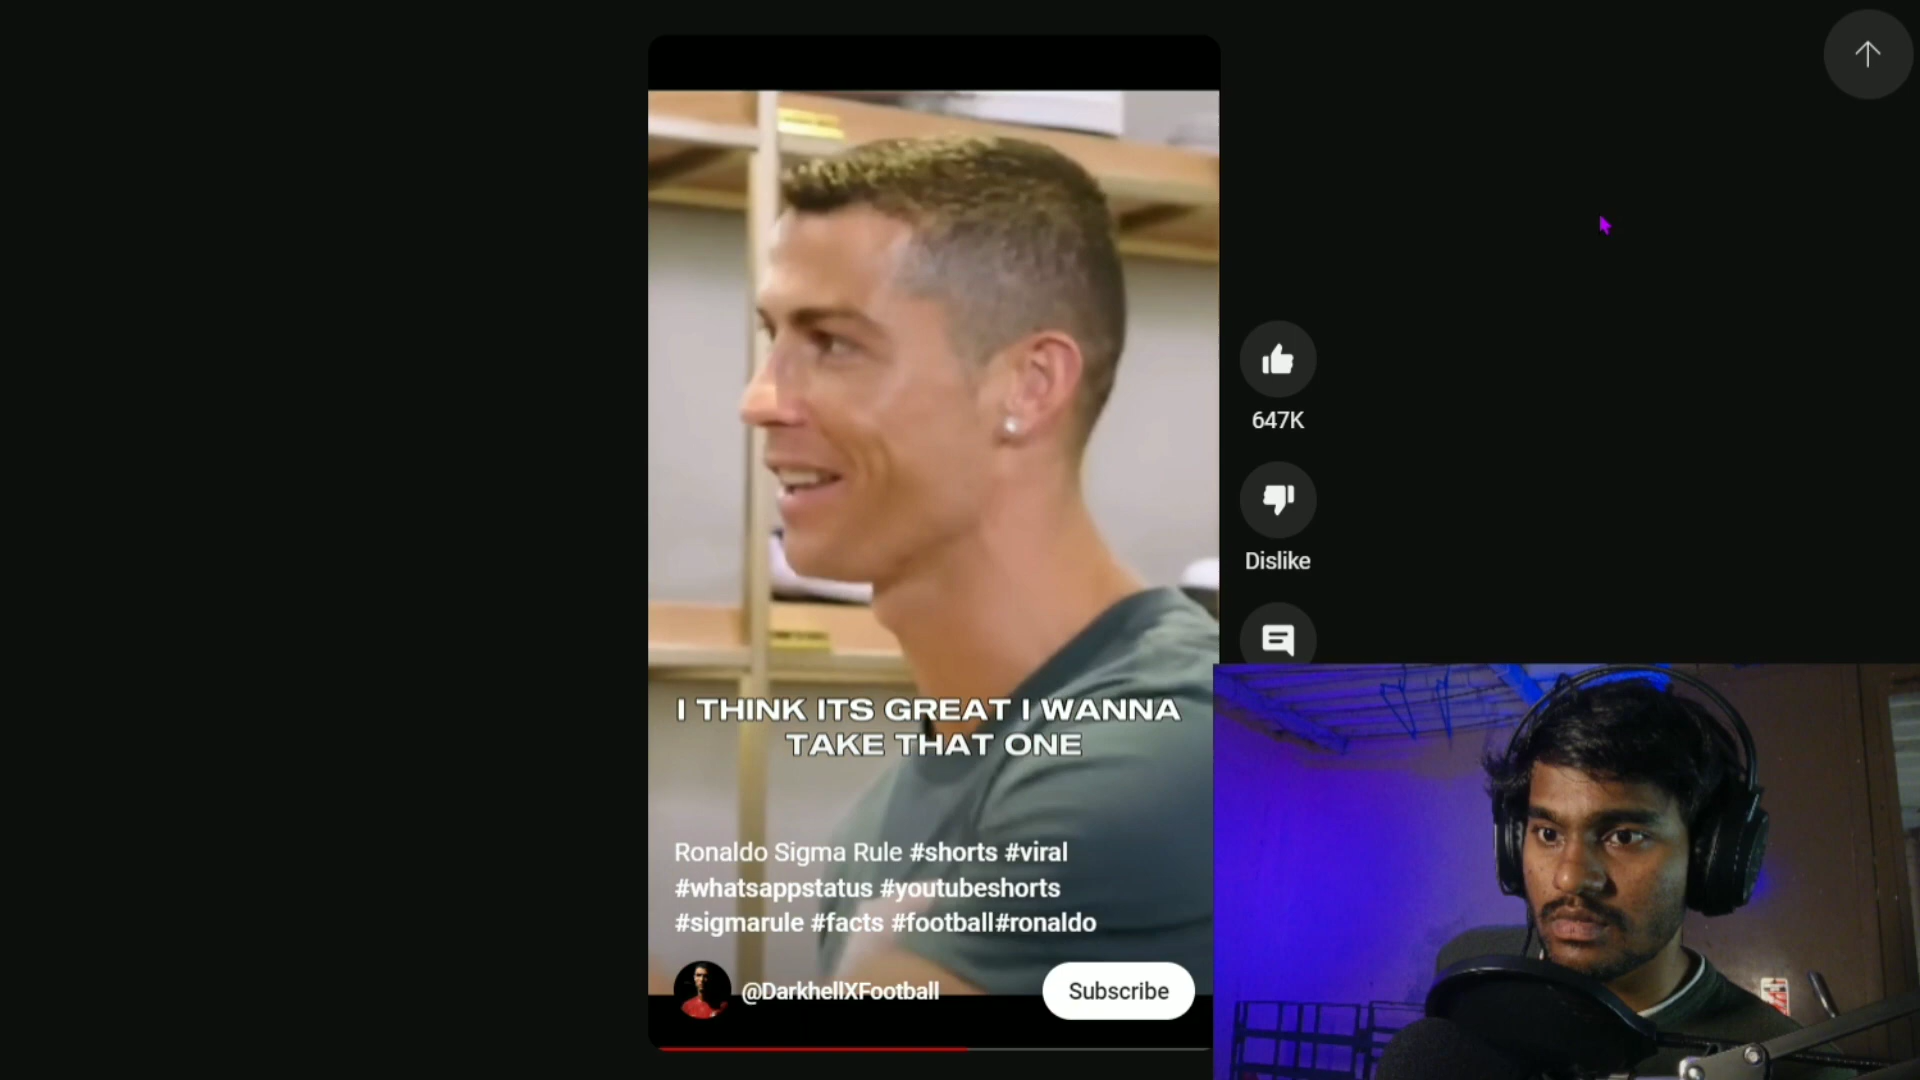 647K
Dislike
I THINK ITS GREAT I WANNA
TAKE THAT ONE
Ronaldo Sigma Rule #shorts #viral
#whatsappstatus #youtubeshorts
#sigmarule #facts #football#ronaldo
@DarkhellXFootball
Subscribe